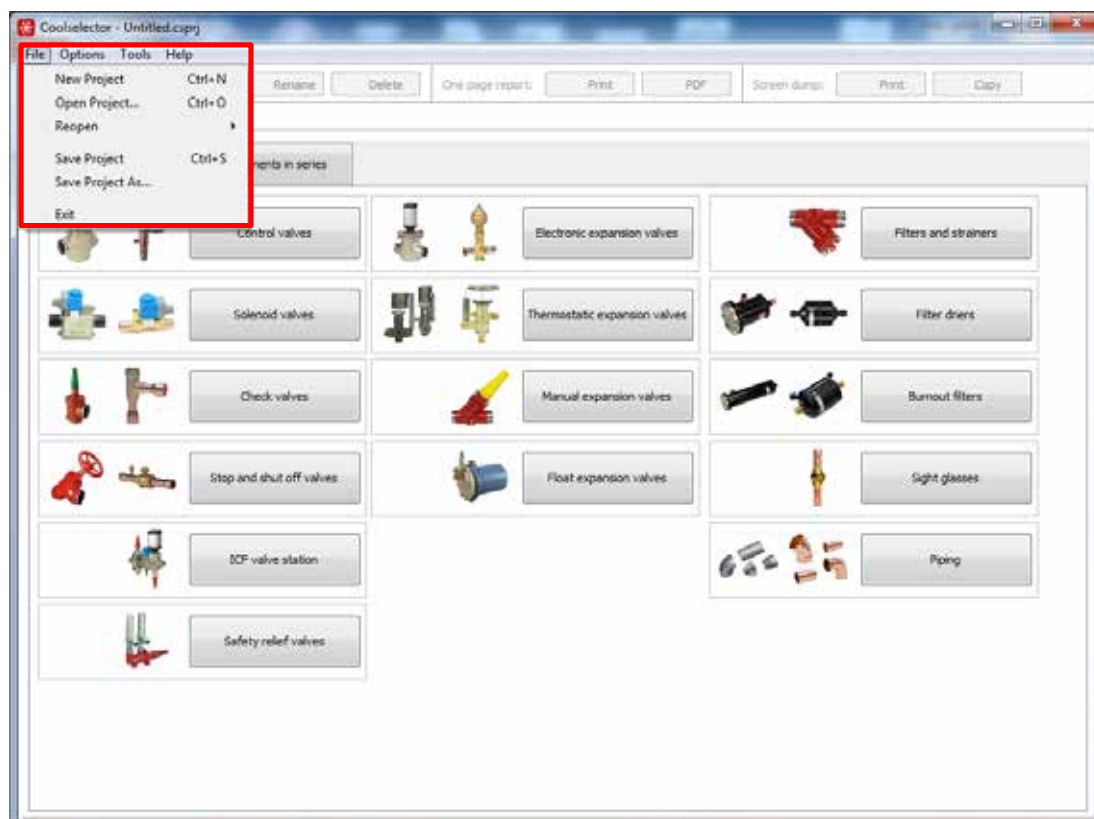 Coolselector - Untitled.csprj
File Options Tools Help
New Project Ctrl+N
Open Project... Ctrl+O
Reopen
Save Project Ctrl+S
Save Project As...
Exit
Rename Delete One page report: Print PDF Screen dump: Print Copy
nents in series
Control valves Electronic expansion valves Filters and strainers
Solenoid valves Thermostatic expansion valves Filter driers
Check valves Manual expansion valves Burnout filters
Stop and shut off valves Float expansion valves Sight glasses
ICF valve station Piping
Safety relief valves